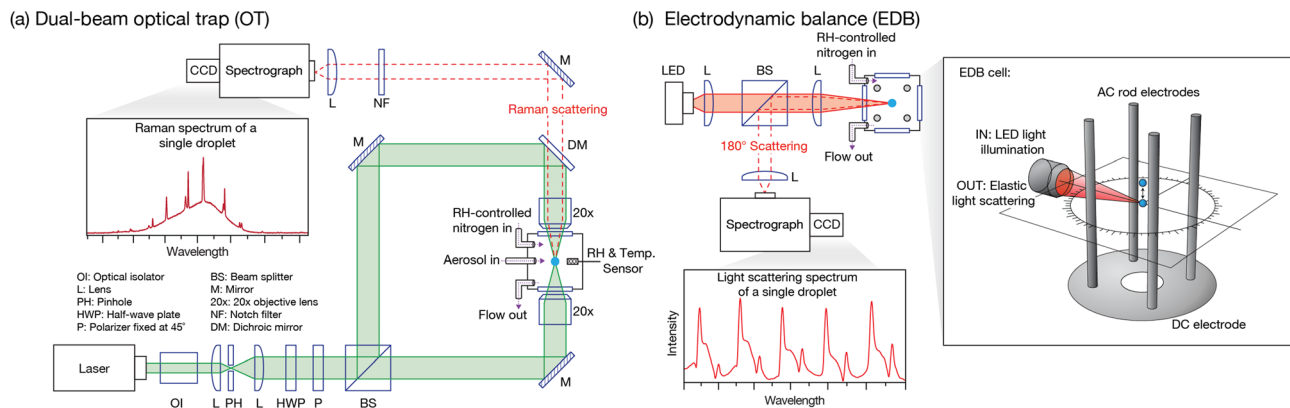 (a) Dual-beam optical trap (OT)
CCD
Spectrograph
L
NF
M
Raman scattering
Raman spectrum of a
single droplet
Wavelength
M
DM
20x
RH-controlled
nitrogen in
Aerosol in
RH & Temp.
Sensor
Flow out
20x
OI: Optical isolator
L: Lens
PH: Pinhole
HWP: Half-wave plate
P: Polarizer fixed at 45°
BS: Beam splitter
M: Mirror
20x: 20x objective lens
NF: Notch filter
DM: Dichroic mirror
Laser
OI
L
PH
L
HWP
P
BS
M
(b) Electrodynamic balance (EDB)
RH-controlled
nitrogen in
LED
L
BS
L
Flow out
180° Scattering
L
Spectrograph
CCD
Light scattering spectrum
of a single droplet
Intensity
Wavelength
EDB cell:
AC rod electrodes
IN: LED light
illumination
OUT: Elastic
light scattering
DC electrode